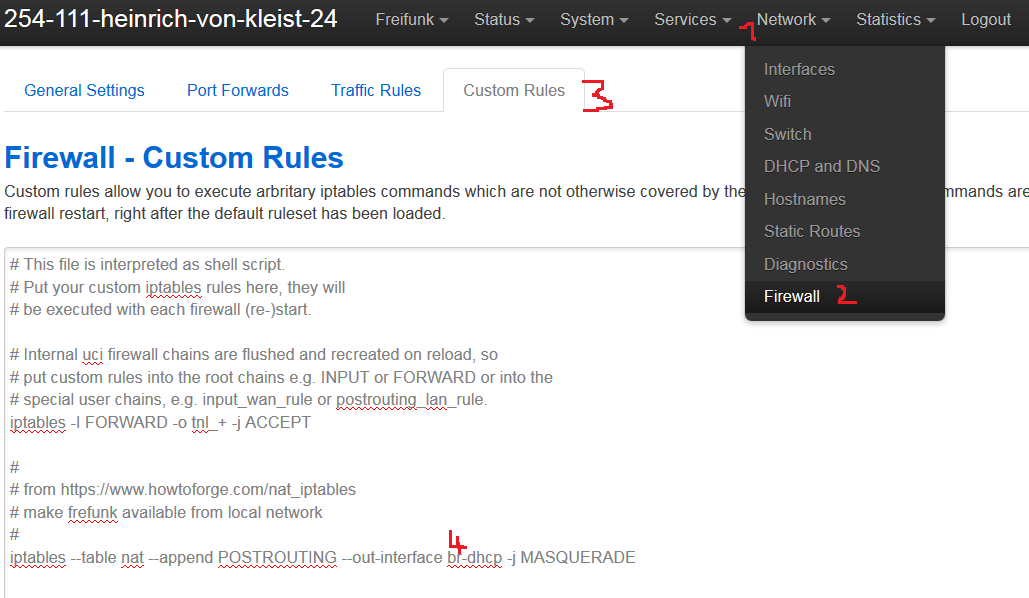 254-111-heinrich-von-kleist-24 Freifunk Status System Services Network Statistics Logout
1
General Settings Port Forwards Traffic Rules Custom Rules 3
Interfaces
Wifi
Switch
DHCP and DNS
Hostnames
Static Routes
Diagnostics
Firewall 2
Firewall - Custom Rules
Custom rules allow you to execute arbritary iptables commands which are not otherwise covered by the mmands are
firewall restart, right after the default ruleset has been loaded.
# This file is interpreted as shell script.
# Put your custom iptables rules here, they will
# be executed with each firewall (re-)start.
# Internal uci firewall chains are flushed and recreated on reload, so
# put custom rules into the root chains e.g. INPUT or FORWARD or into the
# special user chains, e.g. input_wan_rule or postrouting_lan_rule.
iptables -I FORWARD -o tnl_+ -j ACCEPT
#
# from https://www.howtoforge.com/nat_iptables
# make frefunk available from local network
#
4
iptables --table nat --append POSTROUTING --out-interface br-dhcp -j MASQUERADE